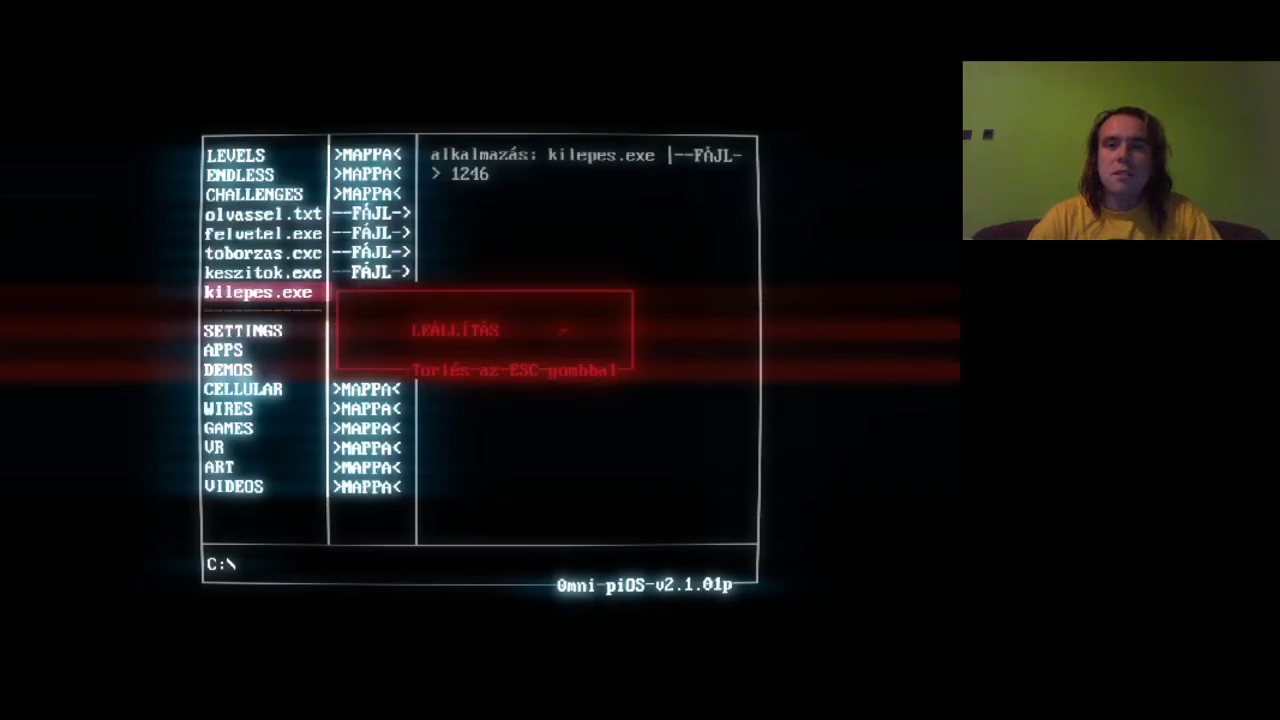 LEVELS >MAPPA< alkalmazás: kilepes.exe |--FÁJL-
ENDLESS >MAPPA< > 1246
CHALLENGES >MAPPA<
olvassel.txt --FÁJL->
felvetel.exe --FÁJL->
toborzas.exe --FÁJL->
keszitok.exe --FÁJL->
kilepes.exe
SETTINGS LEÁLLÍTÁS
APPS
DEMOS Torlés-az-ESC-gombbal
CELLULAR >MAPPA<
WIRES >MAPPA<
GAMES >MAPPA<
VR >MAPPA<
ART >MAPPA<
VIDEOS >MAPPA<
C:\
0mni piOS-v2.1.01p